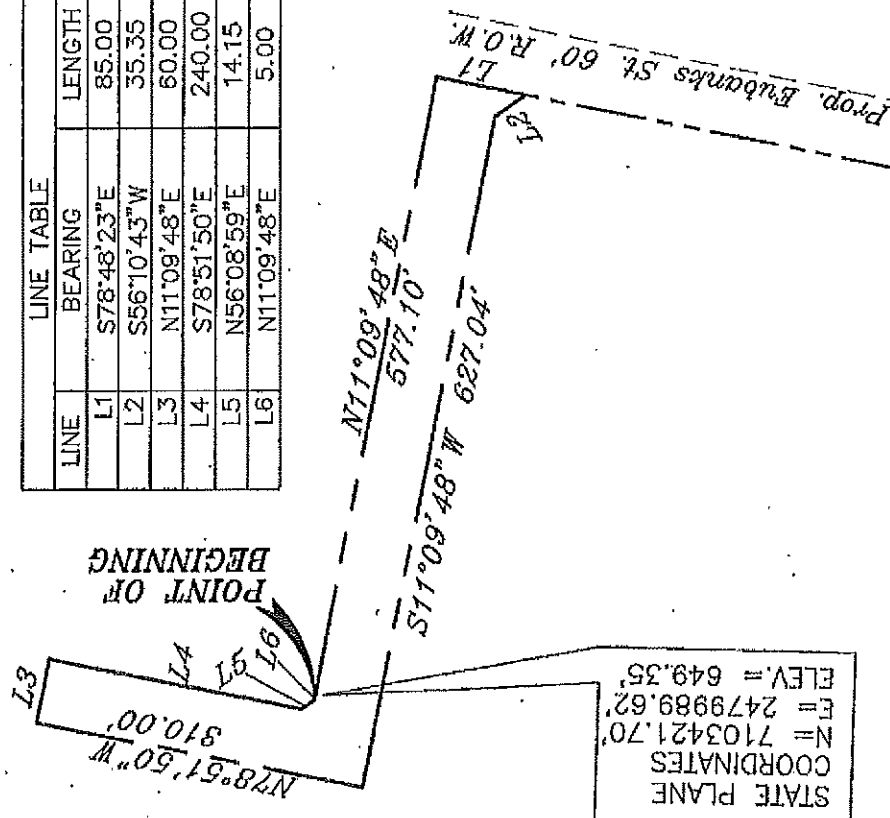 LINE TABLE
LINE BEARING LENGTH
L1 S78°48'23"E 85.00
L2 S56°10'43"W 35.35
L3 N11°09'48"E 60.00
L4 S78°51'50"E 240.00
L5 N56°08'59"E 14.15
L6 N11°09'48"E 5.00
Prop. Eubanks St. 60' R.O.W.
L1
L2
N11°09'48"E
577.10'
S11°09'48"W 627.04'
POINT OF
BEGINNING
L3
L4
L5
L6
N78°51'50"W
310.00'
STATE PLANE
COORDINATES
N= 7103421.70'
E= 2479989.62'
ELEV.= 649.35'